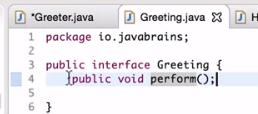 *Greeter.java
Greeting.java
1 package io.javabrains;
2
3 public interface Greeting {
4 public void perform();
5
6 }